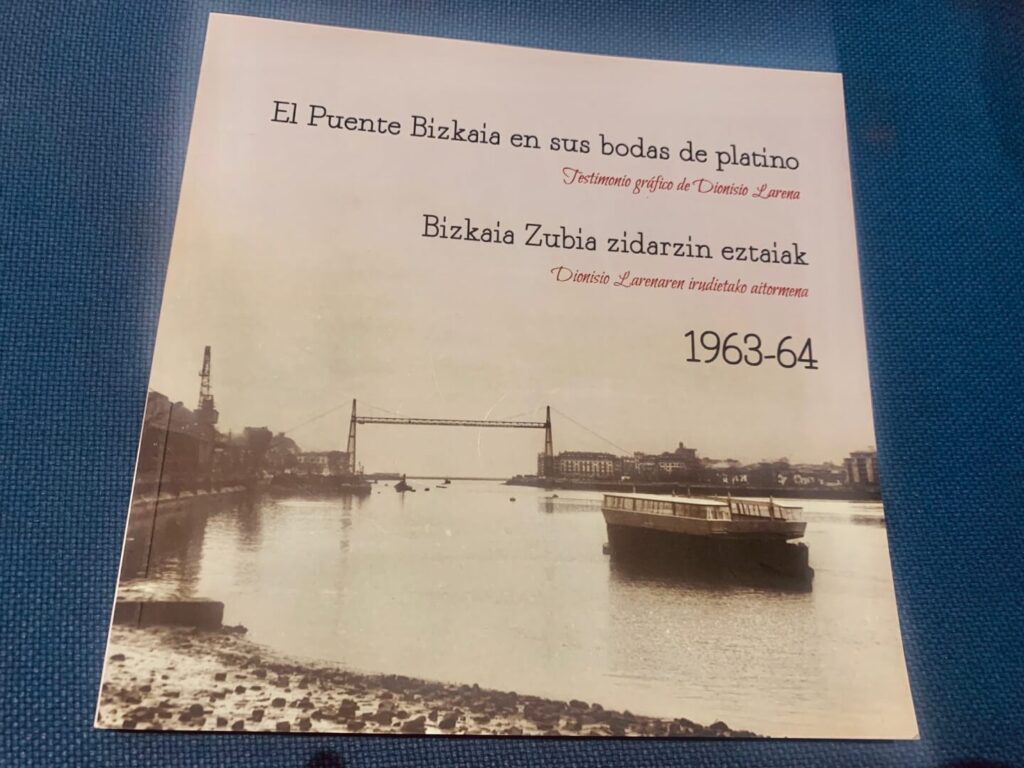 El Puente Bizkaia en sus bodas de platino
Testimonio gráfico de Dionisio Larena
Bizkaia Zubia zidarzin eztaiak
Dionisio Larenaren irudietako aitormena
1963-64